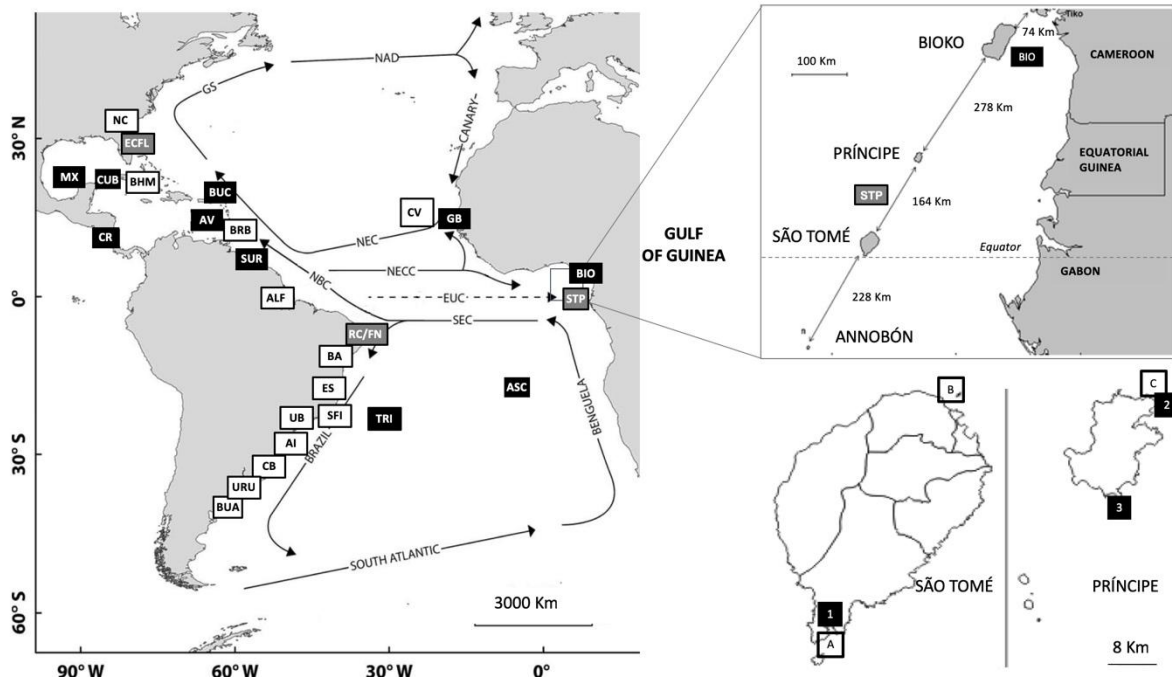 NAD
GS
NC
ECFL
CANARY
30° N
MX
CUB
BHM
BUC
CV
GB
AV
BRB
CR
SUR
NEC
NBC
NECC
BIO
0°
ALF
EUC
STP
SEC
RC/FN
BA
ES
ASC
UB
SFI
TRI
BENGUELA
30° S
AI
BRAZIL
CB
URU
BUA
SOUTH ATLANTIC
3000 Km
60° S
90° W
60° W
30° W
0°
GULF
OF GUINEA
Tiko
74 Km
BIOKO
BIO
CAMEROON
100 Km
278 Km
PRÍNCIPE
EQUATORIAL
GUINEA
STP
164 Km
SÃO TOMÉ
Equator
GABON
228 Km
ANNOBÓN
B
C
2
3
1
A
SÃO TOMÉ
PRÍNCIPE
8 Km